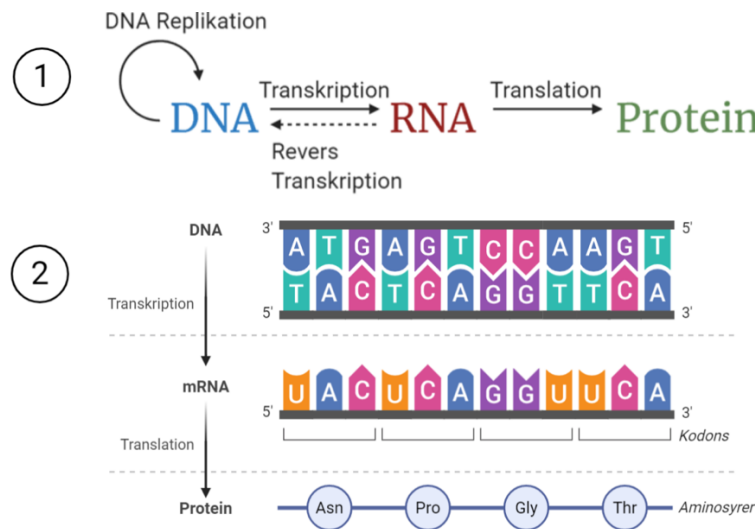 DNA Replikation
1
DNA
Transkription
RNA
Translation
Protein
Revers
Transkription
2
DNA
3'
A T G A G T C C A A G T
5'
Transkription
5'
T A C T C A G G T T C A
3'
mRNA
5'
U A C U C A G G U U C A
3'
Kodons
Translation
Protein
Asn Pro Gly Thr
Aminosyrer